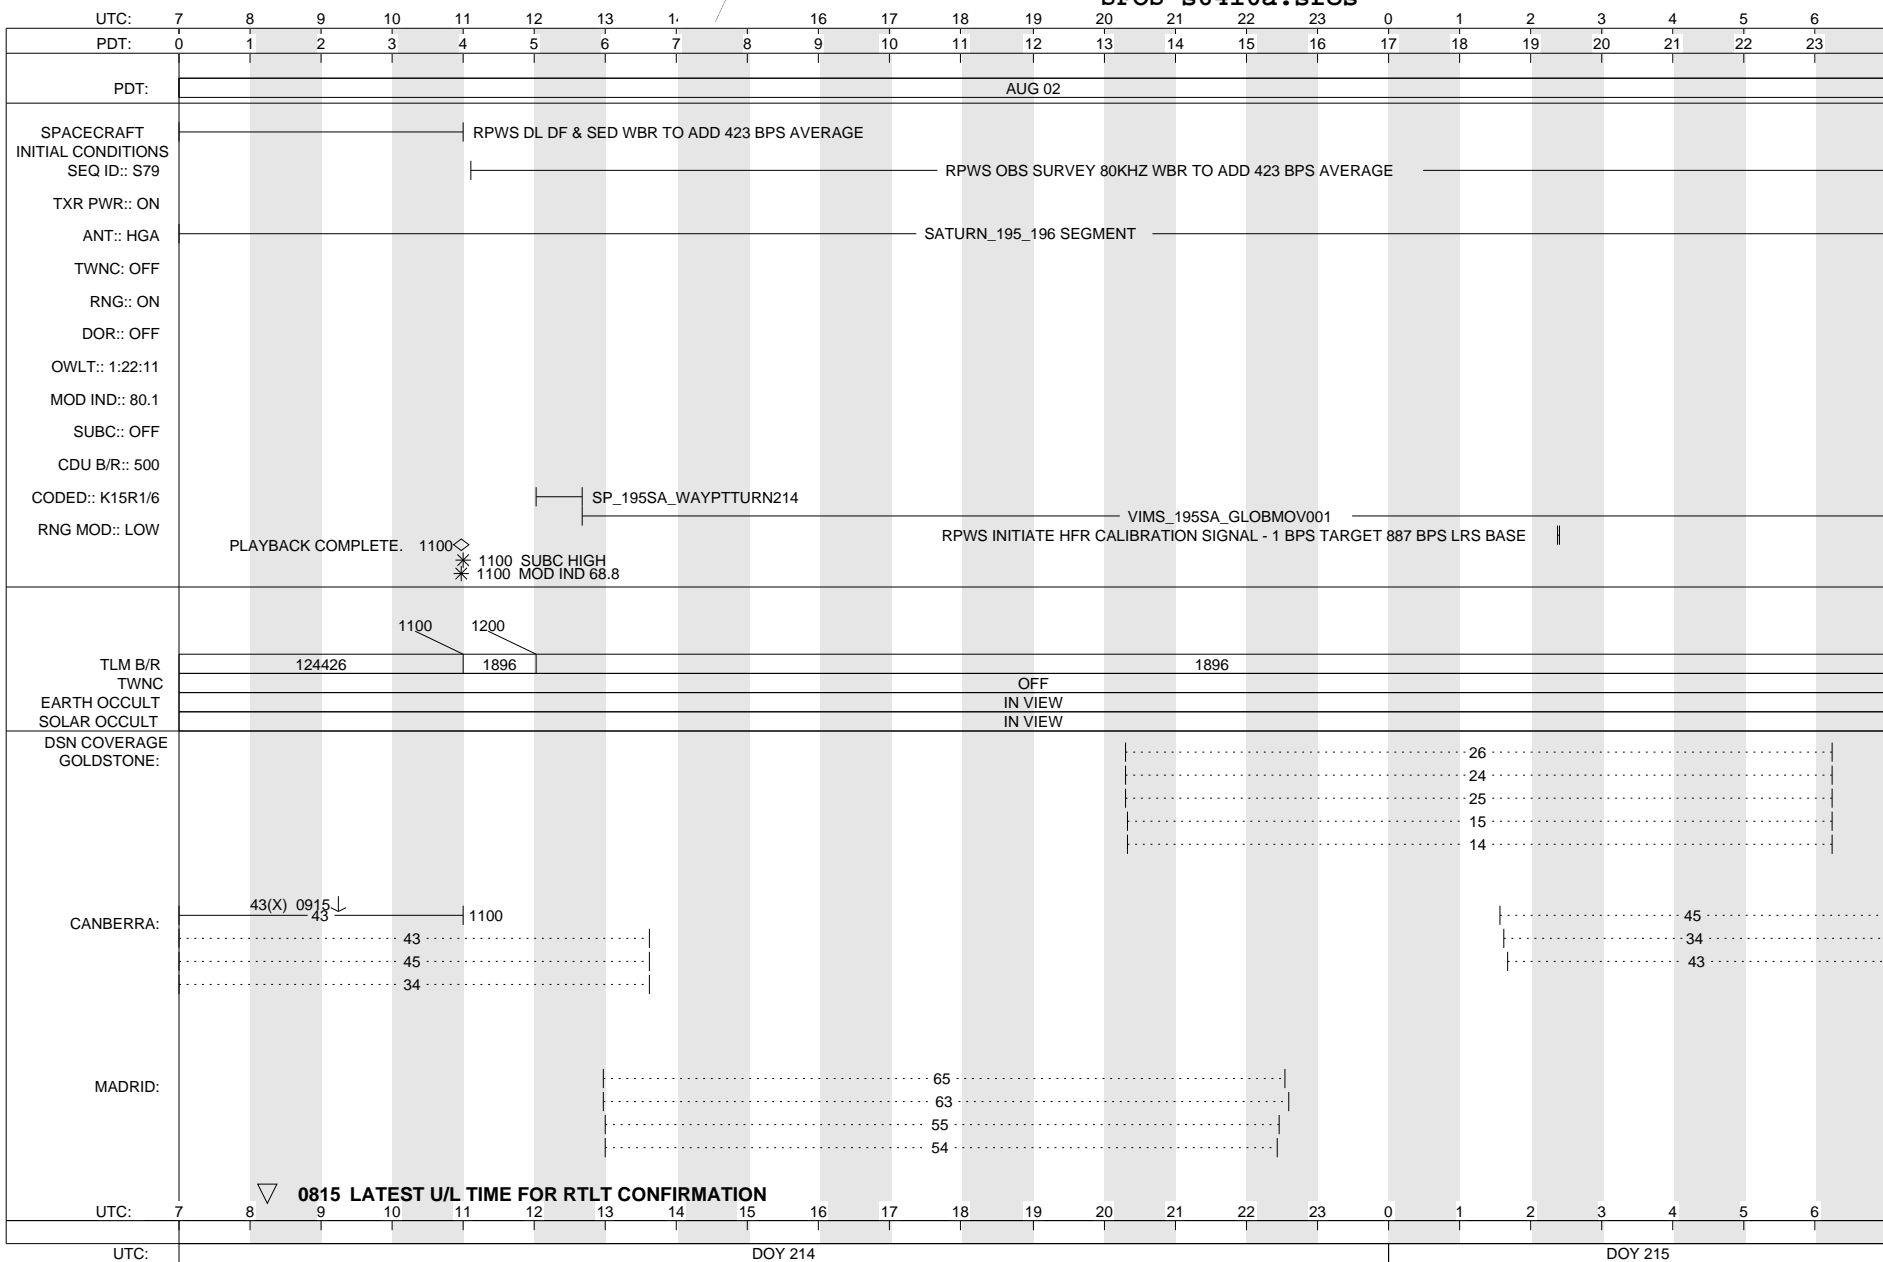 UTC: 7 8 9 10 11 12 13 14 16 17 18 19 20 21 22 23 0 1 2 3 4 5 6
PDT: 0 1 2 3 4 5 6 7 8 9 10 11 12 13 14 15 16 17 18 19 20 21 22 23
PDT: AUG 02
SPACECRAFT
INITIAL CONDITIONS
RPWS DL DF & SED WBR TO ADD 423 BPS AVERAGE
SEQ ID:: S79
RPWS OBS SURVEY 80KHZ WBR TO ADD 423 BPS AVERAGE
TXR PWR:: ON
ANT:: HGA
SATURN_195_196 SEGMENT
TWNC: OFF
RNG:: ON
DOR:: OFF
OWLT:: 1:22:11
MOD IND:: 80.1
SUBC:: OFF
CDU B/R:: 500
CODED:: K15R1/6
SP_195SA_WAYPTTURN214
VIMS_195SA_GLOBMOV001
RNG MOD:: LOW
RPWS INITIATE HFR CALIBRATION SIGNAL - 1 BPS TARGET 887 BPS LRS BASE
PLAYBACK COMPLETE. 1100
1100 SUBC HIGH
1100 MOD IND 68.8
1100 1200
TLM B/R 124426 1896 1896
TWNC OFF
EARTH OCCULT IN VIEW
SOLAR OCCULT IN VIEW
DSN COVERAGE
GOLDSTONE:
26
24
25
15
14
CANBERRA:
43(X) 0915
43 1100 45
43 34
45 43
34
MADRID:
65
63
55
54
0815 LATEST U/L TIME FOR RTLT CONFIRMATION
UTC: 7 8 9 10 11 12 13 14 15 16 17 18 19 20 21 22 23 0 1 2 3 4 5 6
UTC: DOY 214 DOY 215